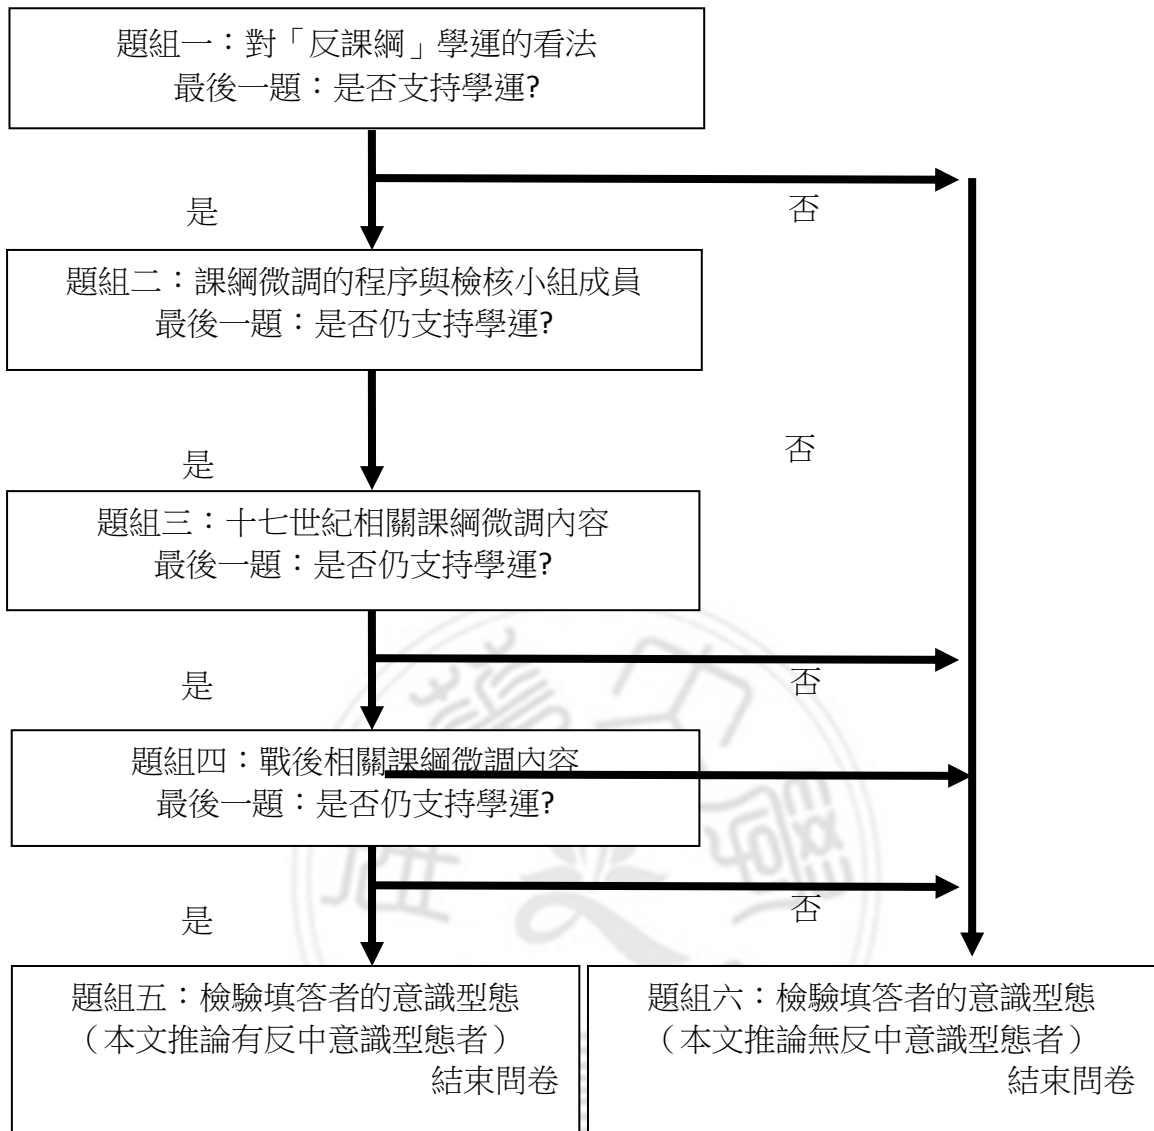 題組一：對「反課綱」學運的看法
最後一題：是否支持學運?
是
否
題組二：課綱微調的程序與檢核小組成員
最後一題：是否仍支持學運?
是
否
題組三：十七世紀相關課綱微調內容
最後一題：是否仍支持學運?
是
否
題組四：戰後相關課綱微調內容
最後一題：是否仍支持學運?
是
否
題組五：檢驗填答者的意識型態
（本文推論有反中意識型態者）
結束問卷
題組六：檢驗填答者的意識型態
（本文推論無反中意識型態者）
結束問卷